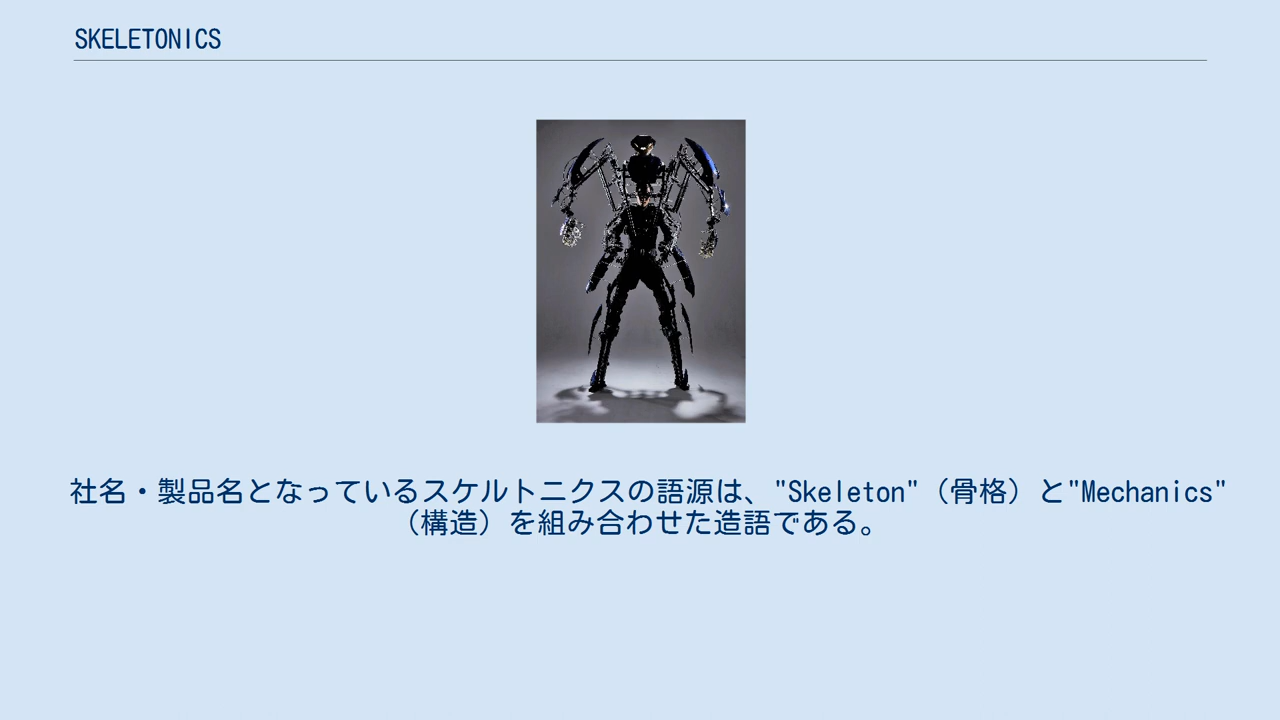 SKELETONICS
社名・製品名となっているスケルトニクスの語源は、"Skeleton"（骨格）と"Mechanics"
（構造）を組み合わせた造語である。